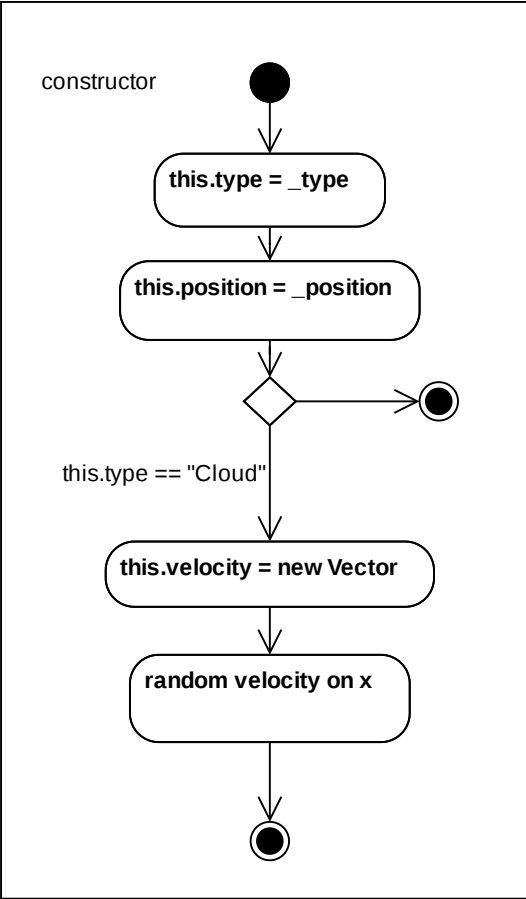 constructor
this.type = _type
this.position = _position
this.type == "Cloud"
this.velocity = new Vector
random velocity on x